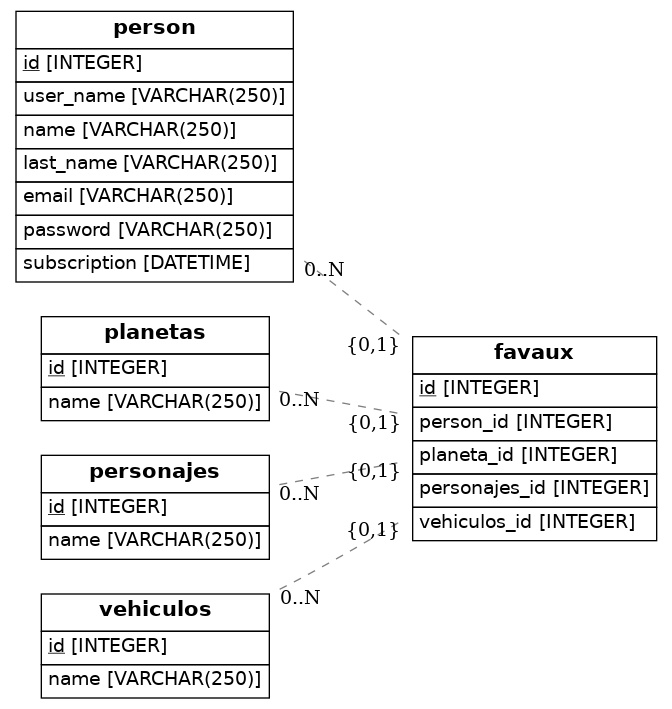 person
id [INTEGER]
user_name [VARCHAR(250)]
name [VARCHAR(250)]
last_name [VARCHAR(250)]
email [VARCHAR(250)]
password [VARCHAR(250)]
subscription [DATETIME]
0..N
{0,1}
planetas
id [INTEGER]
name [VARCHAR(250)]
0..N
{0,1}
personajes
id [INTEGER]
name [VARCHAR(250)]
0..N
{0,1}
vehiculos
id [INTEGER]
name [VARCHAR(250)]
0..N
{0,1}
favaux
id [INTEGER]
person_id [INTEGER]
planeta_id [INTEGER]
personajes_id [INTEGER]
vehiculos_id [INTEGER]